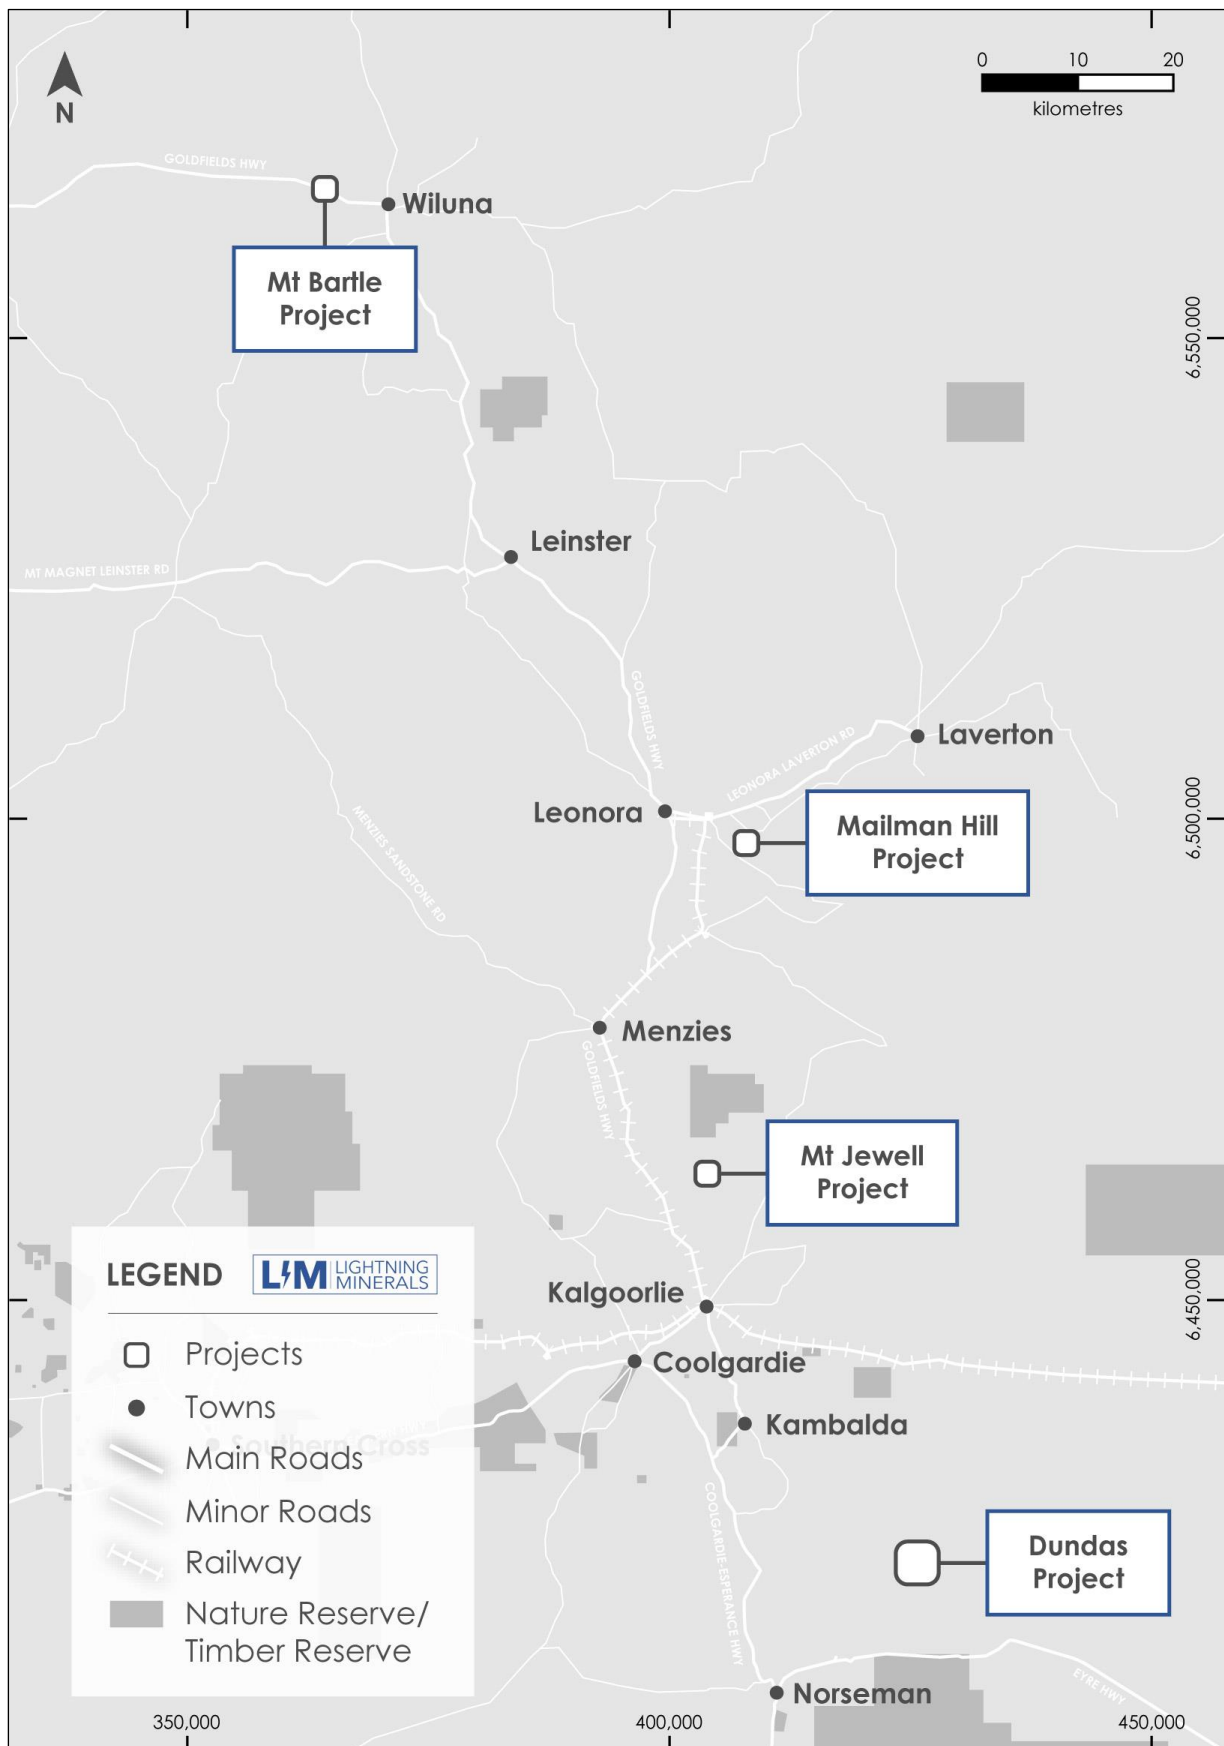 N
0 10 20
kilometres
GOLDFIELDS HWY
Wiluna
Mt Bartle
Project
6,550,000
Leinster
MT MAGNET LEINSTER RD
GOLDFIELDS HWY
LEONORA LAVERTON RD
Laverton
Leonora
Mailman Hill
Project
6,500,000
MENZIES SANDSTONE RD
Menzies
GOLDFIELDS HWY
Mt Jewell
Project
Kalgoorlie
6,450,000
Coolgardie
Kambalda
COOLGARDIE-ESPERANCE HWY
Dundas
Project
Norseman
EYRE HWY
LEGEND
LM LIGHTNING
MINERALS
Projects
Towns
Southern Cross
Main Roads
Minor Roads
Railway
Nature Reserve/
Timber Reserve
350,000
400,000
450,000